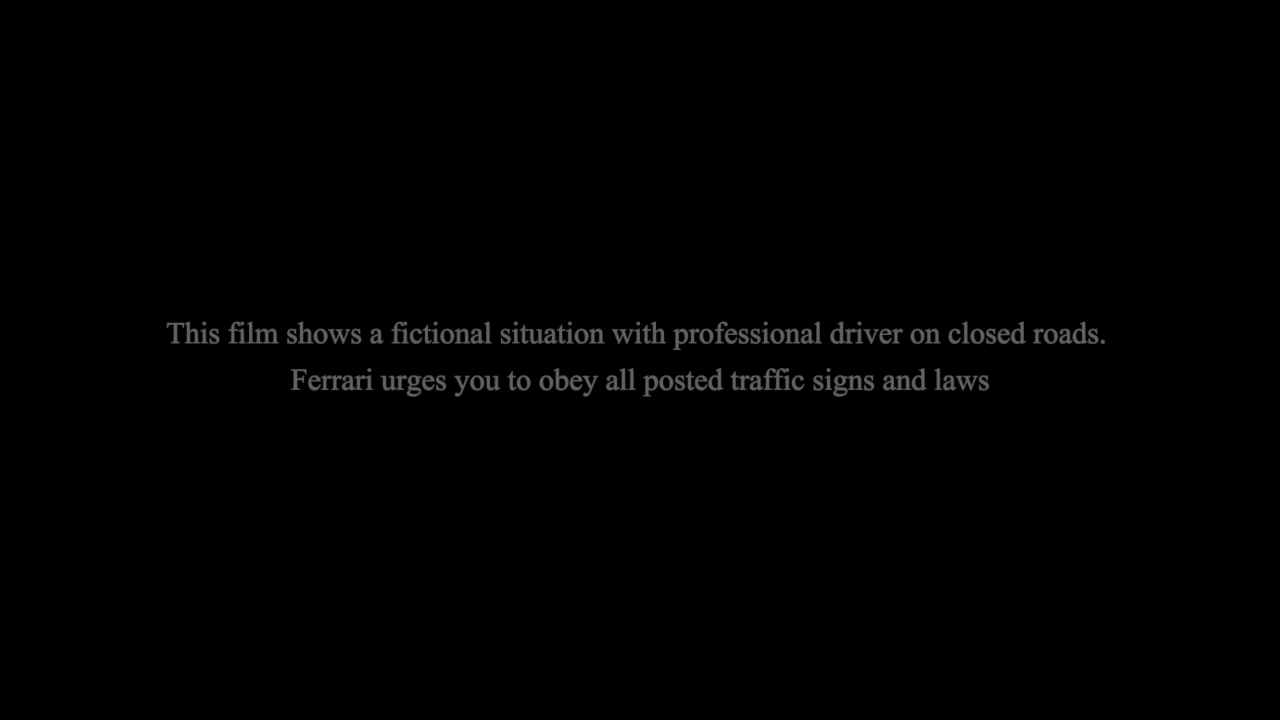 This film shows a fictional situation with professional driver on closed roads.
Ferrari urges you to obey all posted traffic signs and laws